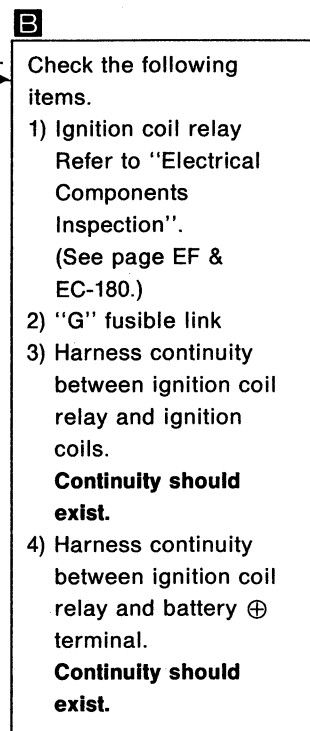 B
Check the following
items.
1) Ignition coil relay
Refer to "Electrical
Components
Inspection".
(See page EF &
EC-180.)
2) "G" fusible link
3) Harness continuity
between ignition coil
relay and ignition
coils.
Continuity should
exist.
4) Harness continuity
between ignition coil
relay and battery ⊕
terminal.
Continuity should
exist.